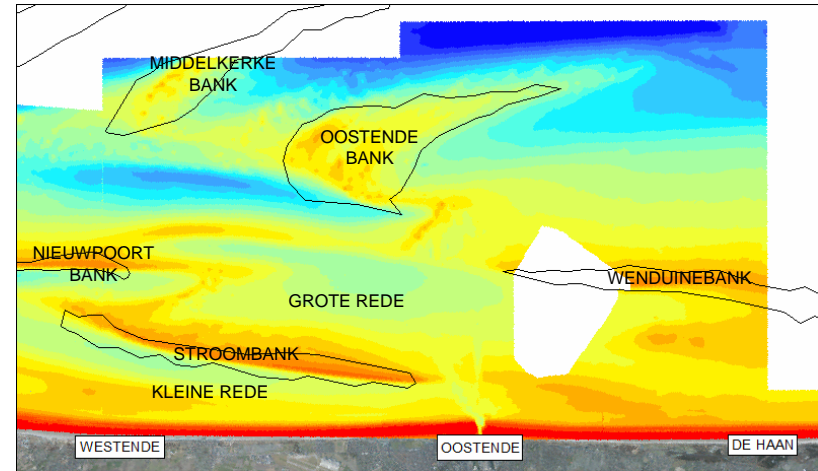 MIDDELKERKE
BANK
OOSTENDE
BANK
NIEUWPOORT
BANK
WENDUINEBANK
GROTE REDE
STROOMBANK
KLEINE REDE
WESTENDE
OOSTENDE
DE HAAN